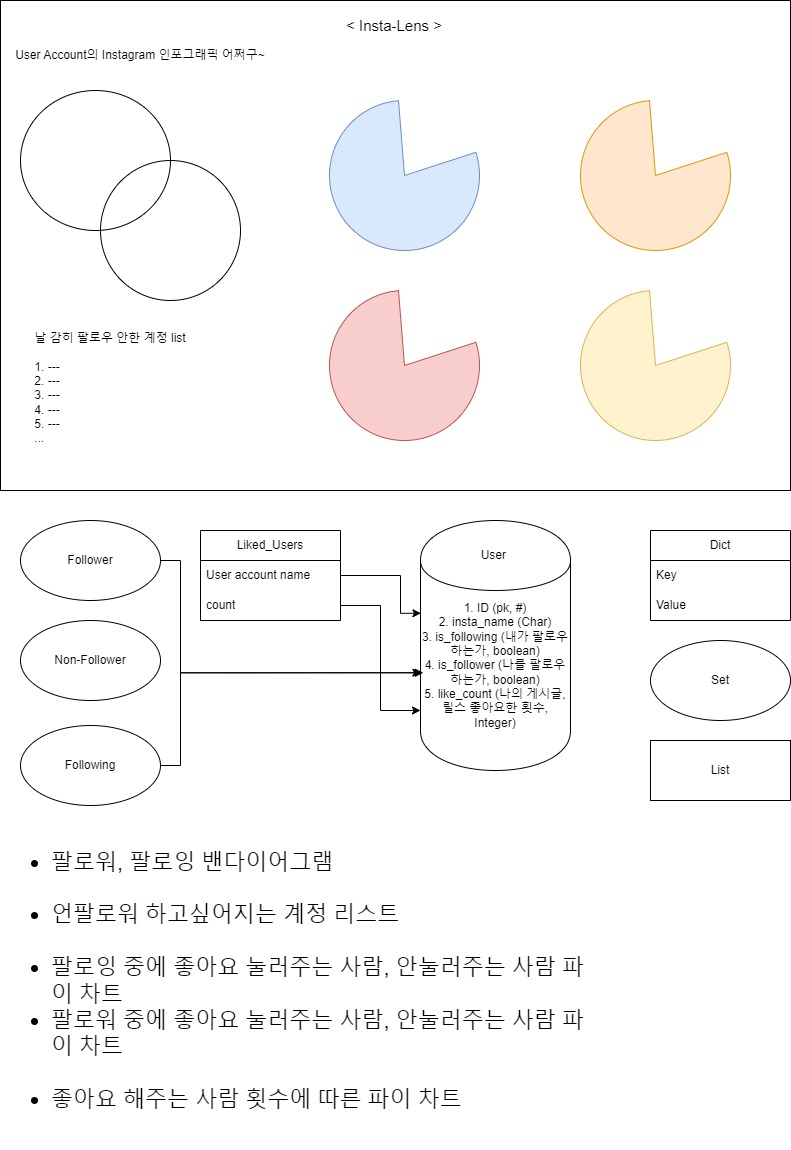 < Insta-Lens >
User Account의 Instagram 인포그래픽 어쩌구~
날 감히 팔로우 안한 계정 list
1. ---
2. ---
3. ---
4. ---
5. ---
...
Follower
Non-Follower
Following
Liked_Users
User account name
count
User
1. ID (pk, #)
2. insta_name (Char)
3. is_following (내가 팔로우
하는가, boolean)
4. is_follower (나를 팔로우
하는가, boolean)
5. like_count (나의 게시글,
릴스 좋아요한 횟수,
Integer)
Dict
Key
Value
Set
List
• 팔로워, 팔로잉 밴다이어그램
• 언팔로워 하고싶어지는 계정 리스트
• 팔로잉 중에 좋아요 눌러주는 사람, 안눌러주는 사람 파
이 차트
• 팔로워 중에 좋아요 눌러주는 사람, 안눌러주는 사람 파
이 차트
• 좋아요 해주는 사람 횟수에 따른 파이 차트